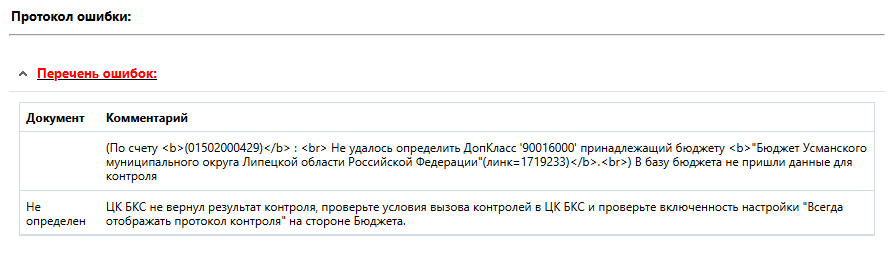 Протокол ошибки:
Перечень ошибок:
Документ Комментарий
(По счету <b>(01502000429)</b> : <br> Не удалось определить ДопКласс '90016000' принадлежащий бюджету <b>"Бюджет Усманского
муниципального округа Липецкой области Российской Федерации"(линк=1719233)</b>.<br>) В базу бюджета не пришли данные для
контроля
Не определен
ЦК БКС не вернул результат контроля, проверьте условия вызова контролей в ЦК БКС и проверьте включенность настройки "Всегда
отображать протокол контроля" на стороне Бюджета.